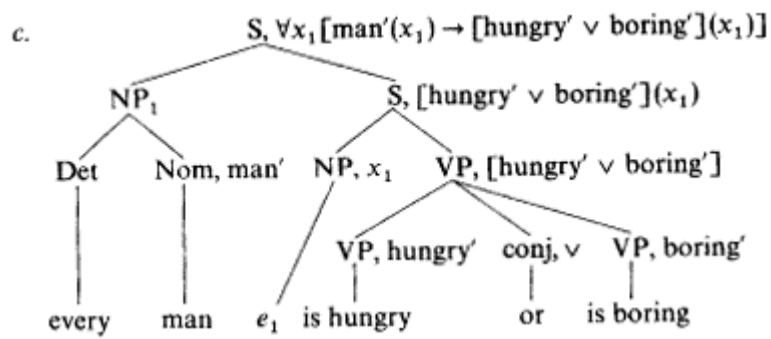 c. S, ∀x₁[man′(x₁) → [hungry′ ∨ boring′](x₁)]
NP₁ S, [hungry′ ∨ boring′](x₁)
Det Nom, man′ NP, x₁ VP, [hungry′ ∨ boring′]
VP, hungry′ conj, ∨ VP, boring′
every man e₁ is hungry or is boring